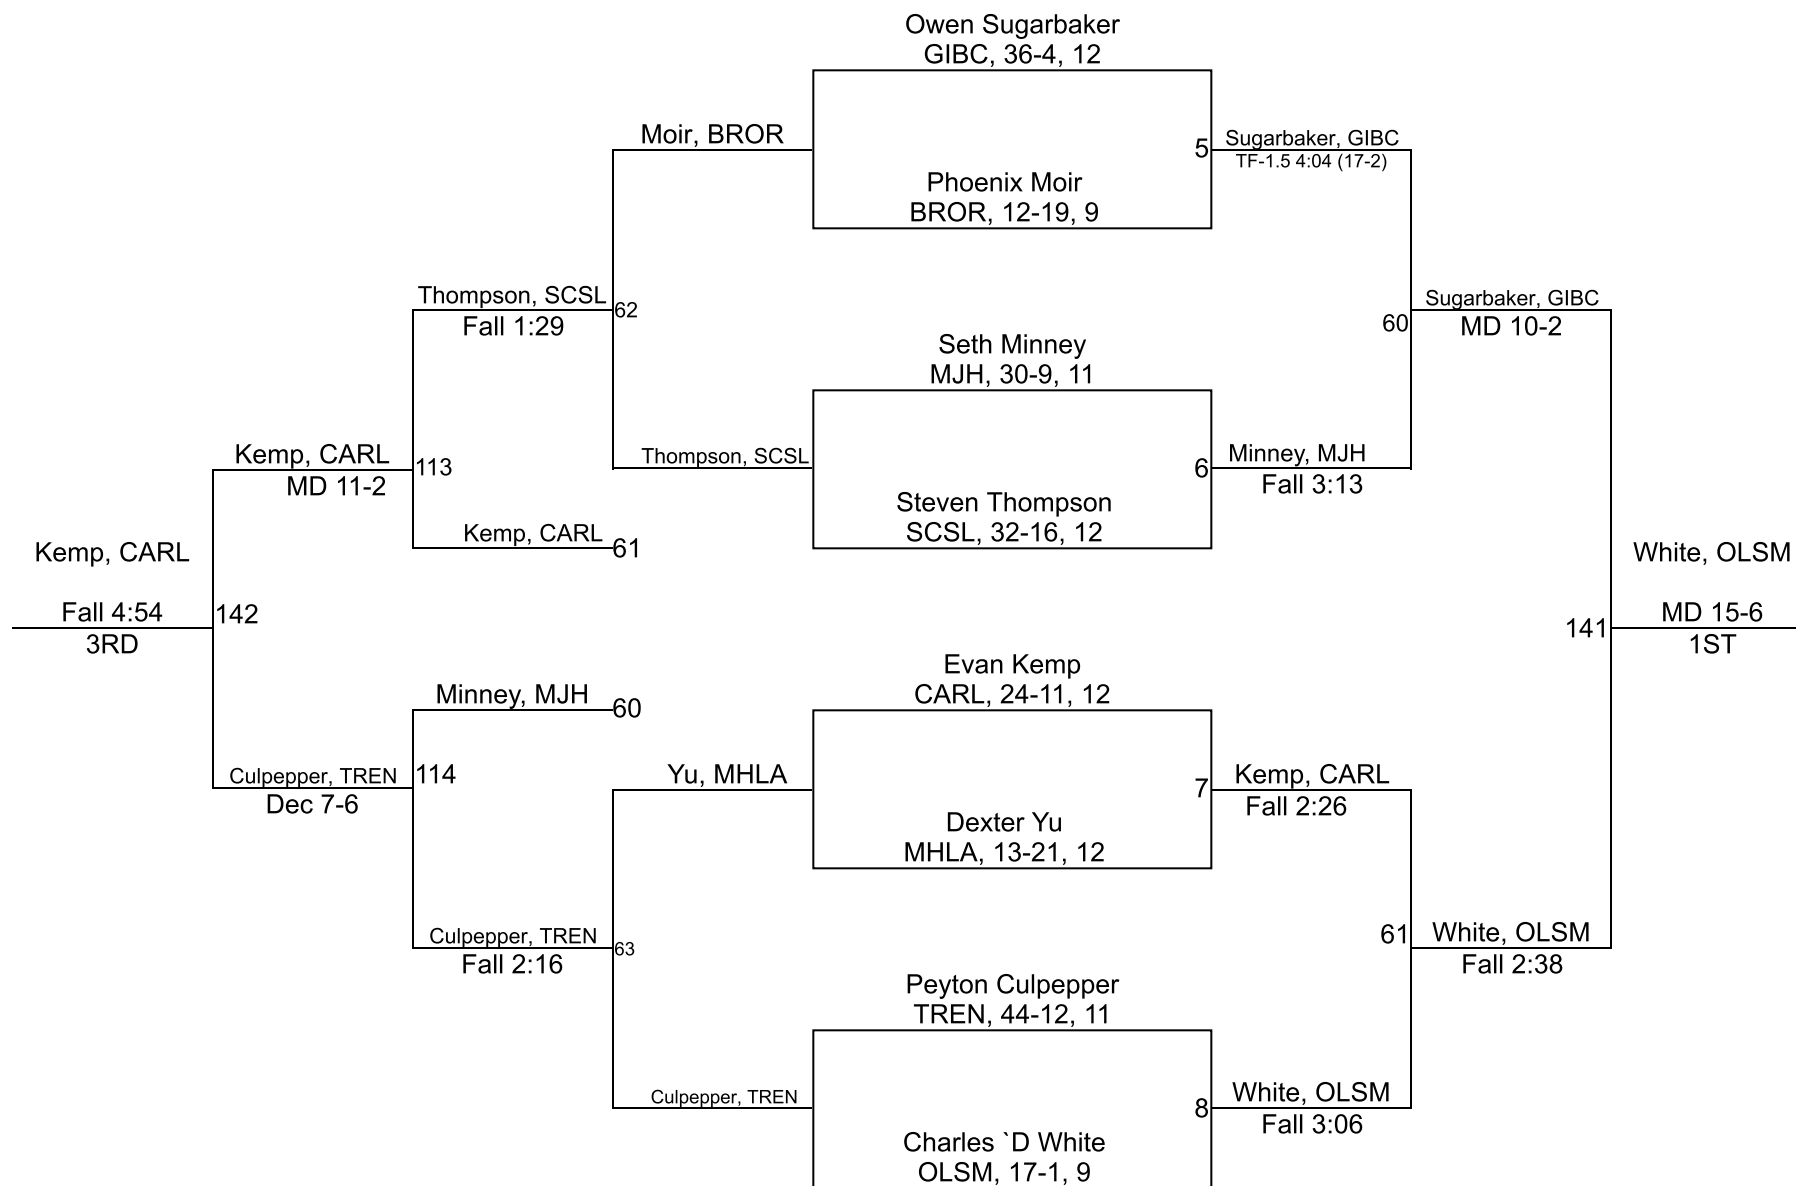 Owen Sugarbaker
GIBC, 36-4, 12
Moir, BROR
5
Sugarbaker, GIBC
TF-1.5 4:04 (17-2)
Phoenix Moir
BROR, 12-19, 9
Thompson, SCSL
62
Fall 1:29
Sugarbaker, GIBC
60
MD 10-2
Seth Minney
MJH, 30-9, 11
Kemp, CARL
113
MD 11-2
Thompson, SCSL
6
Minney, MJH
Fall 3:13
Steven Thompson
SCSL, 32-16, 12
Kemp, CARL
61
Kemp, CARL
White, OLSM
Fall 4:54
142
3RD
141
MD 15-6
1ST
Evan Kemp
CARL, 24-11, 12
Minney, MJH
60
Culpepper, TREN
114
Dec 7-6
Yu, MHLA
7
Kemp, CARL
Fall 2:26
Dexter Yu
MHLA, 13-21, 12
Culpepper, TREN
63
Fall 2:16
61
White, OLSM
Fall 2:38
Peyton Culpepper
TREN, 44-12, 11
Culpepper, TREN
8
White, OLSM
Fall 3:06
Charles `D White
OLSM, 17-1, 9